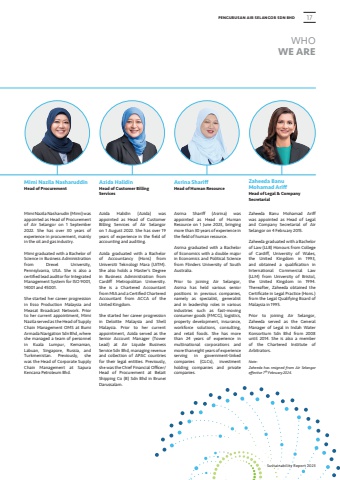 PENGURUSAN AIR SELANGOR SDN BHD 17
WHO
WE ARE
Mimi Nazila Nashanuddin
Head of Procurement
Mimi Nazila Nashanudin (Mimi) was
appointed as Head of Procurement
of Air Selangor on 1 September
2022. She has over 30 years of
experience in procurement, mainly
in the oil and gas industry.
Mimi graduated with a Bachelor of
Science in Business Administration
from Drexel University,
Pennsylvania, USA. She is also a
certified lead auditor for Integrated
Management System for ISO 9001,
14001 and 45001.
She started her career progression
in Esso Production Malaysia and
Measat Broadcast Network. Prior
to her current appointment, Mimi
Nazila served as the Head of Supply
Chain Management OMS at Bumi
Armada Navigation Sdn Bhd, where
she managed a team of personnel
in Kuala Lumpur, Kemaman,
Labuan, Singapore, Russia, and
Turkmenistan. Previously, she
was the Head of Corporate Supply
Chain Management at Sapura
Kencana Petroleum Bhd.
Azida Halidin
Head of Customer Billing
Services
Azida Halidin (Azida) was
appointed as Head of Customer
Billing Services of Air Selangor
on 1 August 2022. She has over 19
years of experience in the field of
accounting and auditing.
Azida graduated with a Bachelor
of Accountancy (Hons) from
Universiti Teknologi Mara (UiTM).
She also holds a Master's Degree
in Business Administration from
Cardiff Metropolitan University.
She is a Chartered Accountant
from MIA and a Certified Chartered
Accountant from ACCA of the
United Kingdom.
She started her career progression
in Deloitte Malaysia and Shell
Malaysia. Prior to her current
appointment, Azida served as the
Senior Account Manager (Tower
Lead) at Air Liquide Business
Service Sdn Bhd, managing revenue
and collection of APAC countries
for their legal entities. Previously,
she was the Chief Financial Officer/
Head of Procurement at Retail
Shipping Co (B) Sdn Bhd in Brunei
Darussalam.
Asrina Shariff
Head of Human Resource
Asrina Shariff (Asrina) was
appointed as Head of Human
Resource on 1 June 2023, bringing
more than 30 years of experience in
the field of human resource.
Asrina graduated with a Bachelor
of Economics with a double major
in Economics and Political Science
from Flinders University of South
Australia.
Prior to joining Air Selangor,
Asrina has held various senior
positions in previous companies,
namely as specialist, generalist
and in leadership roles in various
industries such as fast-moving
consumer goods (FMCG), logistics,
property development, insurance,
workforce solutions, consulting,
and retail foods. She has more
than 24 years of experience in
multinational corporations and
more than eight years of experience
serving in government-linked
companies (GLCs), investment
holding companies and private
companies.
Zaheeda Banu
Mohamad Ariff
Head of Legal & Company
Secretarial
Zaheeda Banu Mohamad Ariff
was appointed as Head of Legal
and Company Secretarial of Air
Selangor on 4 February 2015.
Zaheeda graduated with a Bachelor
of Law (LLB) Honours from College
of Cardiff, University of Wales,
the United Kingdom in 1993,
and obtained a qualification in
International Commercial Law
(LLM) from University of Bristol,
the United Kingdom, in 1994.
Thereafter, Zaheeda obtained the
Certificate in Legal Practice (Hons.)
from the Legal Qualifying Board of
Malaysia in 1995.
Prior to joining Air Selangor,
Zaheeda served as the General
Manager of Legal in Indah Water
Konsortium Sdn Bhd from 2008
until 2014. She is also a member
of the Chartered Institute of
Arbitrators.
Note:
Zaheeda has resigned from Air Selangor
effective 7th February 2024.
Sustainability Report 2023